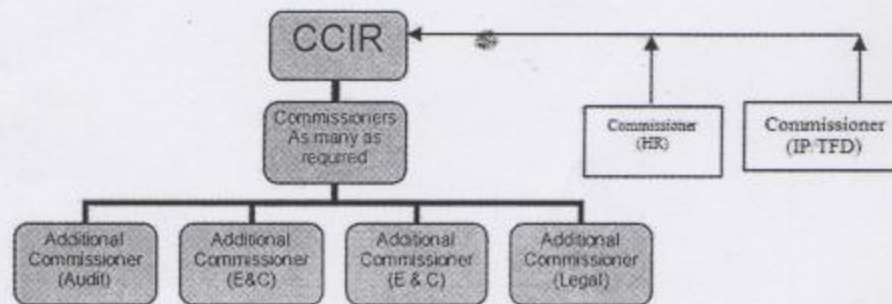 CCIR
Commissioners
As many as
required
Commissioner
(HR)
Commissioner
(IP/TFD)
Additional
Commissioner
(Audit)
Additional
Commissioner
(E&C)
Additional
Commissioner
(E & C)
Additional
Commissioner
(Legal)